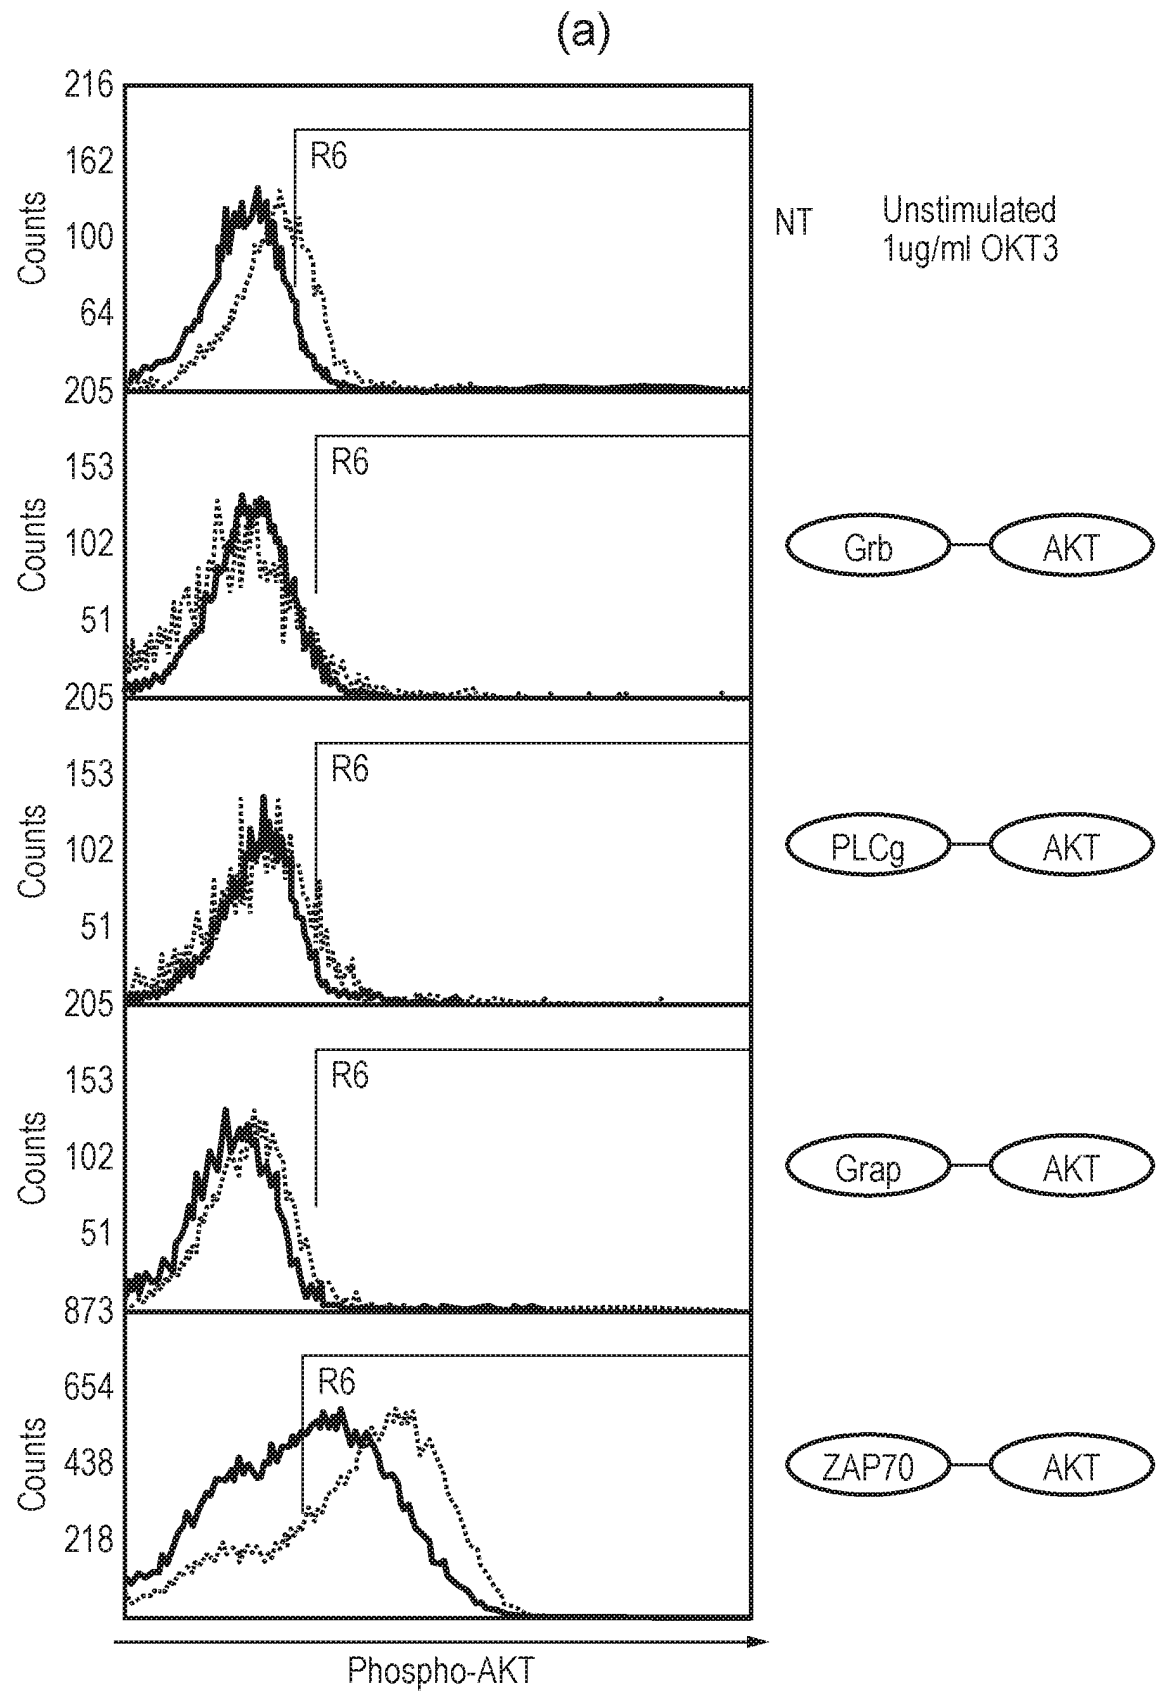 (a)
216
162
100
64
205
Counts
R6
NT
Unstimulated
1ug/ml OKT3
153
102
51
205
Counts
R6
Grb
AKT
153
102
51
205
Counts
R6
PLCg
AKT
153
102
51
873
Counts
R6
Grap
AKT
654
438
218
Counts
R6
ZAP70
AKT
Phospho-AKT